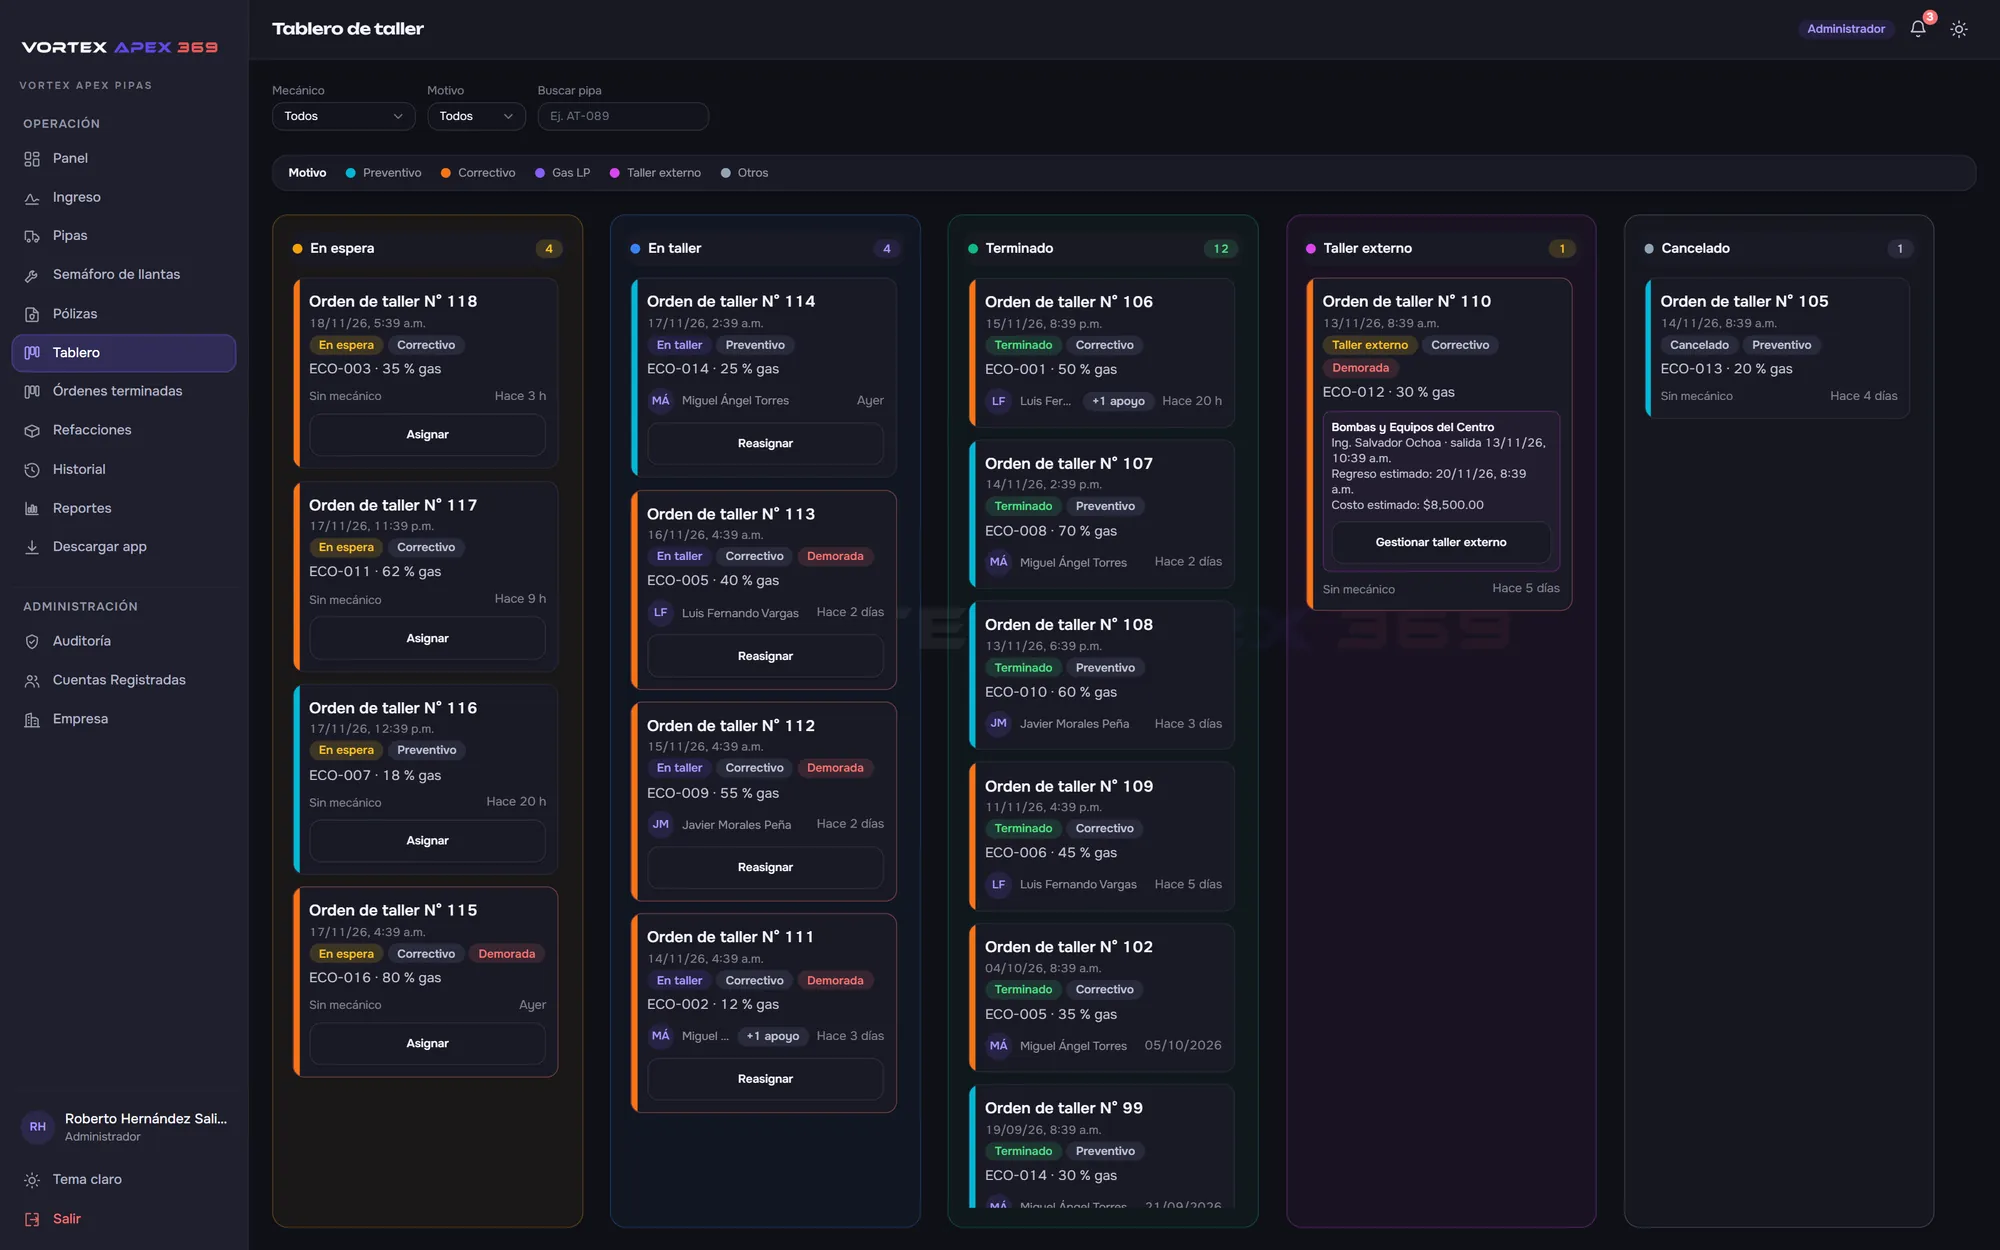 VORTEX APEX 369
VORTEX APEX PIPAS
OPERACIÓN
Panel
Ingreso
Pipas
Semáforo de llantas
Pólizas
Tablero
Órdenes terminadas
Refacciones
Historial
Reportes
Descargar app
ADMINISTRACIÓN
Auditoría
Cuentas Registradas
Empresa
RH
Roberto Hernández Sali...
Administrador
Tema claro
Salir
Tablero de taller
Administrador
3
Mecánico
Motivo
Buscar pipa
Todos
Todos
Ej. AT-089
Motivo
Preventivo
Correctivo
Gas LP
Taller externo
Otros
En espera
4
Orden de taller N° 118
18/11/26, 5:39 a.m.
En espera
Correctivo
ECO-003 · 35 % gas
Sin mecánico
Hace 3 h
Asignar
Orden de taller N° 117
17/11/26, 11:39 p.m.
En espera
Correctivo
ECO-011 · 62 % gas
Sin mecánico
Hace 9 h
Asignar
Orden de taller N° 116
17/11/26, 12:39 p.m.
En espera
Preventivo
ECO-007 · 18 % gas
Sin mecánico
Hace 20 h
Asignar
Orden de taller N° 115
17/11/26, 4:39 a.m.
En espera
Correctivo
Demorada
ECO-016 · 80 % gas
Sin mecánico
Ayer
Asignar
En taller
4
Orden de taller N° 114
17/11/26, 2:39 a.m.
En taller
Preventivo
ECO-014 · 25 % gas
MÁ
Miguel Ángel Torres
Ayer
Reasignar
Orden de taller N° 113
16/11/26, 4:39 a.m.
En taller
Correctivo
Demorada
ECO-005 · 40 % gas
LF
Luis Fernando Vargas
Hace 2 días
Reasignar
Orden de taller N° 112
15/11/26, 4:39 a.m.
En taller
Correctivo
Demorada
ECO-009 · 55 % gas
JM
Javier Morales Peña
Hace 2 días
Reasignar
Orden de taller N° 111
14/11/26, 4:39 a.m.
En taller
Correctivo
Demorada
ECO-002 · 12 % gas
MÁ
Miguel ...
+1 apoyo
Hace 3 días
Reasignar
Terminado
12
Orden de taller N° 106
15/11/26, 8:39 p.m.
Terminado
Correctivo
ECO-001 · 50 % gas
LF
Luis Fer...
+1 apoyo
Hace 20 h
Orden de taller N° 107
14/11/26, 2:39 p.m.
Terminado
Preventivo
ECO-008 · 70 % gas
MÁ
Miguel Ángel Torres
Hace 2 días
Orden de taller N° 108
13/11/26, 6:39 p.m.
Terminado
Preventivo
ECO-010 · 60 % gas
JM
Javier Morales Peña
Hace 3 días
Orden de taller N° 109
11/11/26, 4:39 p.m.
Terminado
Correctivo
ECO-006 · 45 % gas
LF
Luis Fernando Vargas
Hace 5 días
Orden de taller N° 102
04/10/26, 8:39 a.m.
Terminado
Correctivo
ECO-005 · 35 % gas
MÁ
Miguel Ángel Torres
05/10/2026
Orden de taller N° 99
19/09/26, 8:39 a.m.
Terminado
Preventivo
ECO-014 · 30 % gas
MÁ
Miguel Ángel Torres
21/09/2026
Taller externo
1
Orden de taller N° 110
13/11/26, 8:39 a.m.
Taller externo
Correctivo
Demorada
ECO-012 · 30 % gas
Bombas y Equipos del Centro
Ing. Salvador Ochoa · salida 13/11/26,
10:39 a.m.
Regreso estimado: 20/11/26, 8:39
a.m.
Costo estimado: $8,500.00
Gestionar taller externo
Sin mecánico
Hace 5 días
Cancelado
1
Orden de taller N° 105
14/11/26, 8:39 a.m.
Cancelado
Preventivo
ECO-013 · 20 % gas
Sin mecánico
Hace 4 días
369